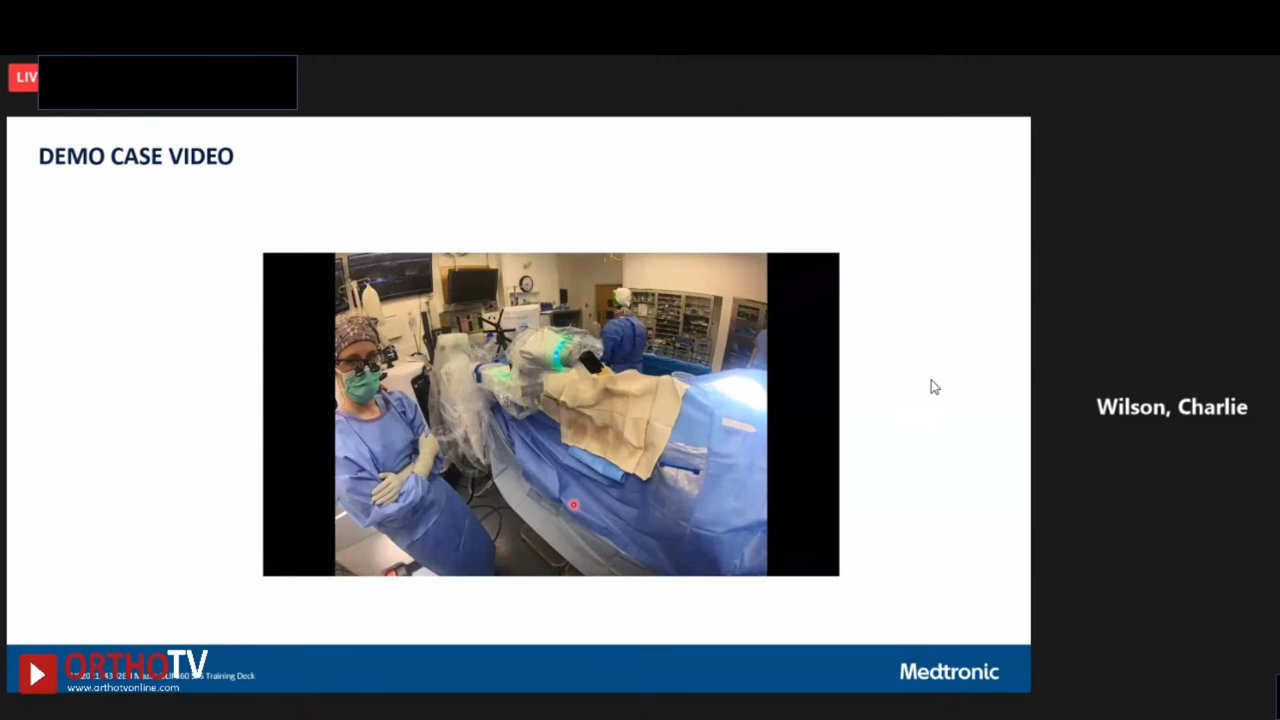 LIV
DEMO CASE VIDEO
Wilson, Charlie
ORTHOTV
Training Deck
www.orthotvonline.com
Medtronic